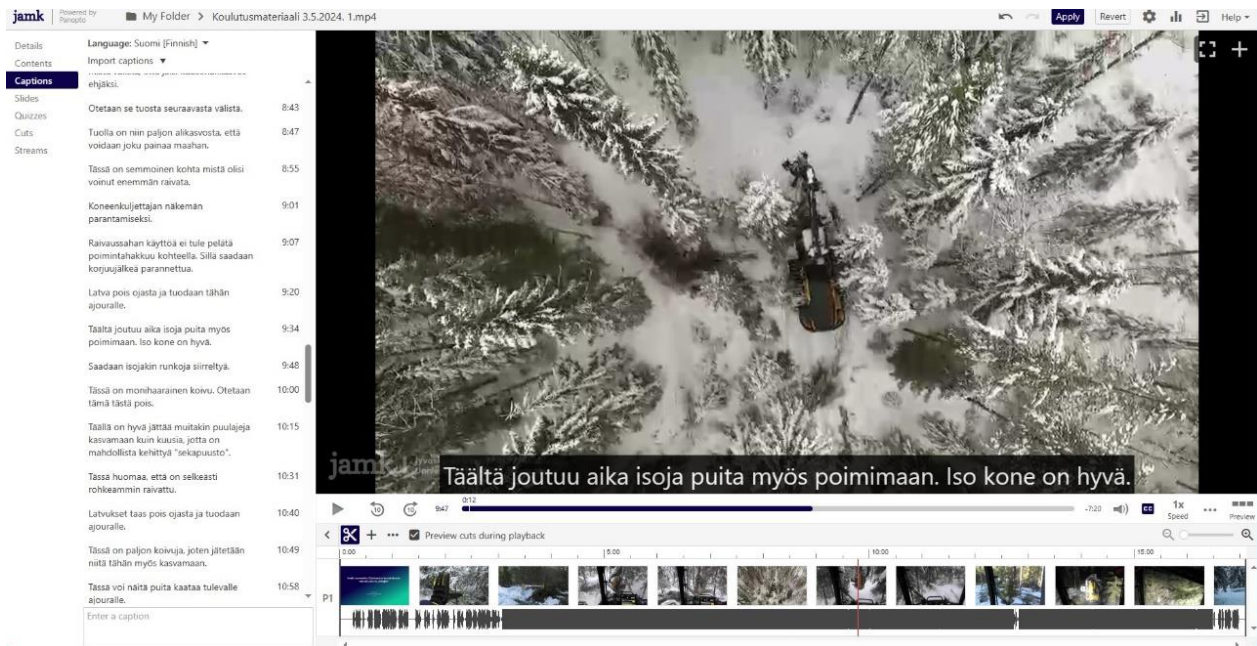 jamk Powered by
Panopto
My Folder > Koulutusmateriaali 3.5.2024. 1.mp4
Apply Revert Help
Details
Contents
Captions
Slides
Quizzes
Cuts
Streams
Language: Suomi [Finnish]
Import captions
ehjäksi.
Otetaan se tuosta seuraavasta välistä. 8:43
Tuolla on niin paljon alikasvosta, että 8:47
voidaan joku painaa maahan.
Tässä on semmoinen kohta mistä olisi 8:55
voinut enemmän raivata.
Koneenkuljettajan näkemän 9:01
parantamiseksi.
Raivaussahan käyttöä ei tule pelätä 9:07
poimintahakkuu kohteella. Sillä saadaan
korjuujälkeä parannettua.
Latva pois ojasta ja tuodaan tähän 9:20
ajouralle.
Täältä joutuu aika isoja puita myös 9:34
poimimaan. Iso kone on hyvä.
Saadaan isojakin runkoja siirreltyä. 9:48
Tässä on monihaarainen koivu. Otetaan 10:00
tämä tästä pois.
Täällä on hyvä jättää muitakin puulajeja 10:15
kasvamaan kuin kuusia, jotta on
mahdollista kehittyä "sekapuusto".
Tässä huomaa, että on selkeästi 10:31
rohkeammin raivattu.
Latvukset taas pois ojasta ja tuodaan 10:40
ajouralle.
Tässä on paljon koivuja, joten jätetään 10:49
niitä tähän myös kasvamaan.
Tässä voi näitä puita kaataa tulevalle 10:58
ajouralle.
Enter a caption
jamk
Täältä joutuu aika isoja puita myös poimimaan. Iso kone on hyvä.
10 10 9:47 0:12 -7:20 CC 1x
Speed
Preview
Preview cuts during playback
0:00 5:00 10:00 15:00
P1